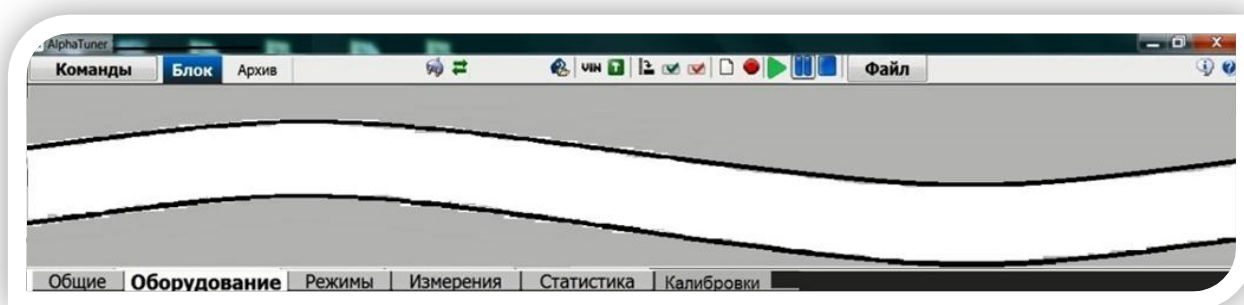 AlphaTuner
Команды Блок Архив VIN Файл
Общие Оборудование Режимы Измерения Статистика Калибровки